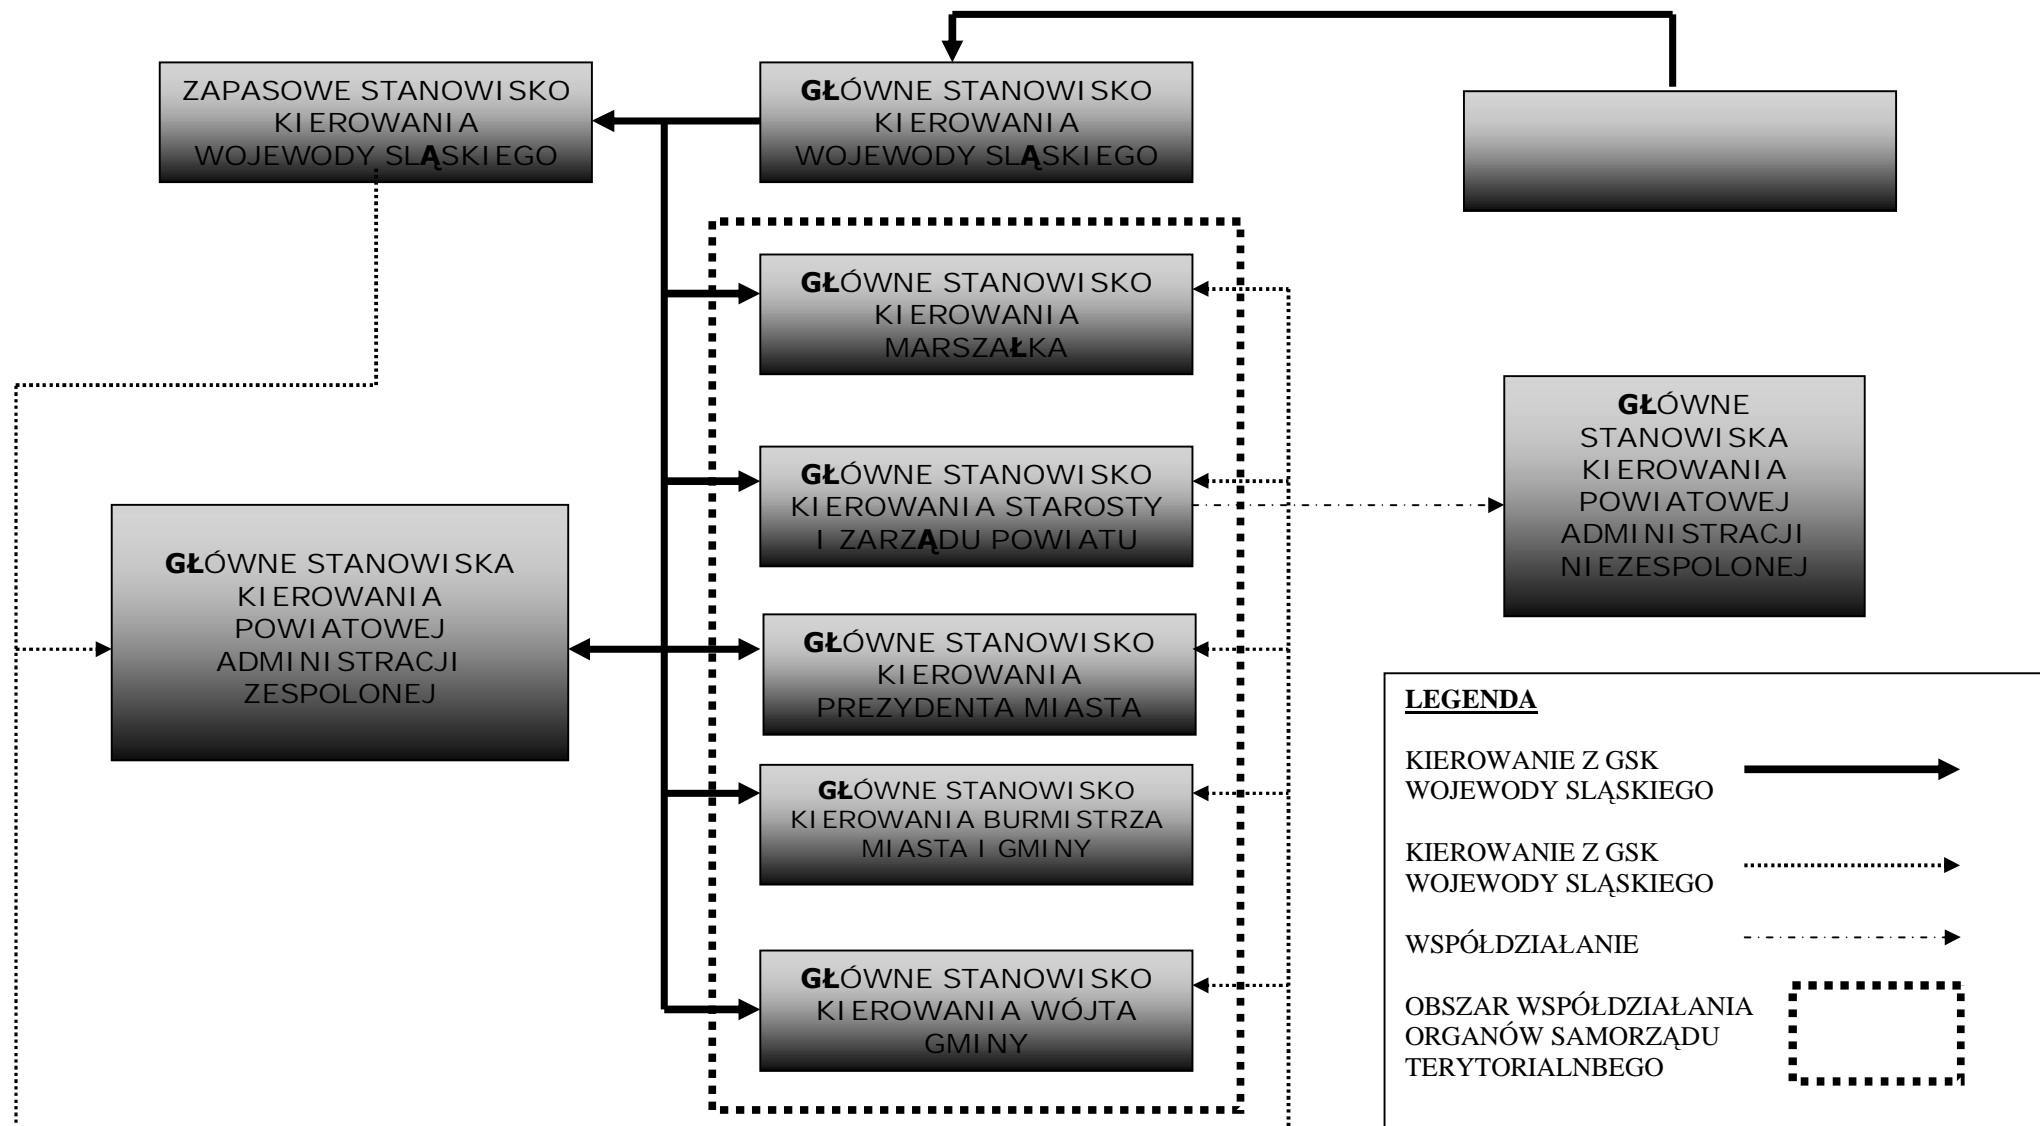 ZAPASOWE STANOWISKO
KIEROWANIA
WOJEWODY SLĄSKIEGO
GŁÓWNE STANOWISKO
KIEROWANIA
WOJEWODY SLĄSKIEGO
GŁÓWNE STANOWISKO
KIEROWANIA
MARSZAŁKA
GŁÓWNE STANOWISKO
KIEROWANIA STAROSTY
I ZARZĄDU POWIATU
GŁÓWNE
STANOWISKA
KIEROWANIA
POWIATOWEJ
ADMINISTRACJI
NIEZESPOLONEJ
GŁÓWNE STANOWISKA
KIEROWANIA
POWIATOWEJ
ADMINISTRACJI
ZESPOLONEJ
GŁÓWNE STANOWISKO
KIEROWANIA
PREZYDENTA MIASTA
GŁÓWNE STANOWISKO
KIEROWANIA BURMISTRZA
MIASTA I GMINY
GŁÓWNE STANOWISKO
KIEROWANIA WÓJTA
GMINY
LEGENDA
KIEROWANIE Z GSK
WOJEWODY SLĄSKIEGO
KIEROWANIE Z GSK
WOJEWODY SLĄSKIEGO
WSPÓŁDZIAŁANIE
OBSZAR WSPÓŁDZIAŁANIA
ORGANÓW SAMORZĄDU
TERYTORIALNBEGO